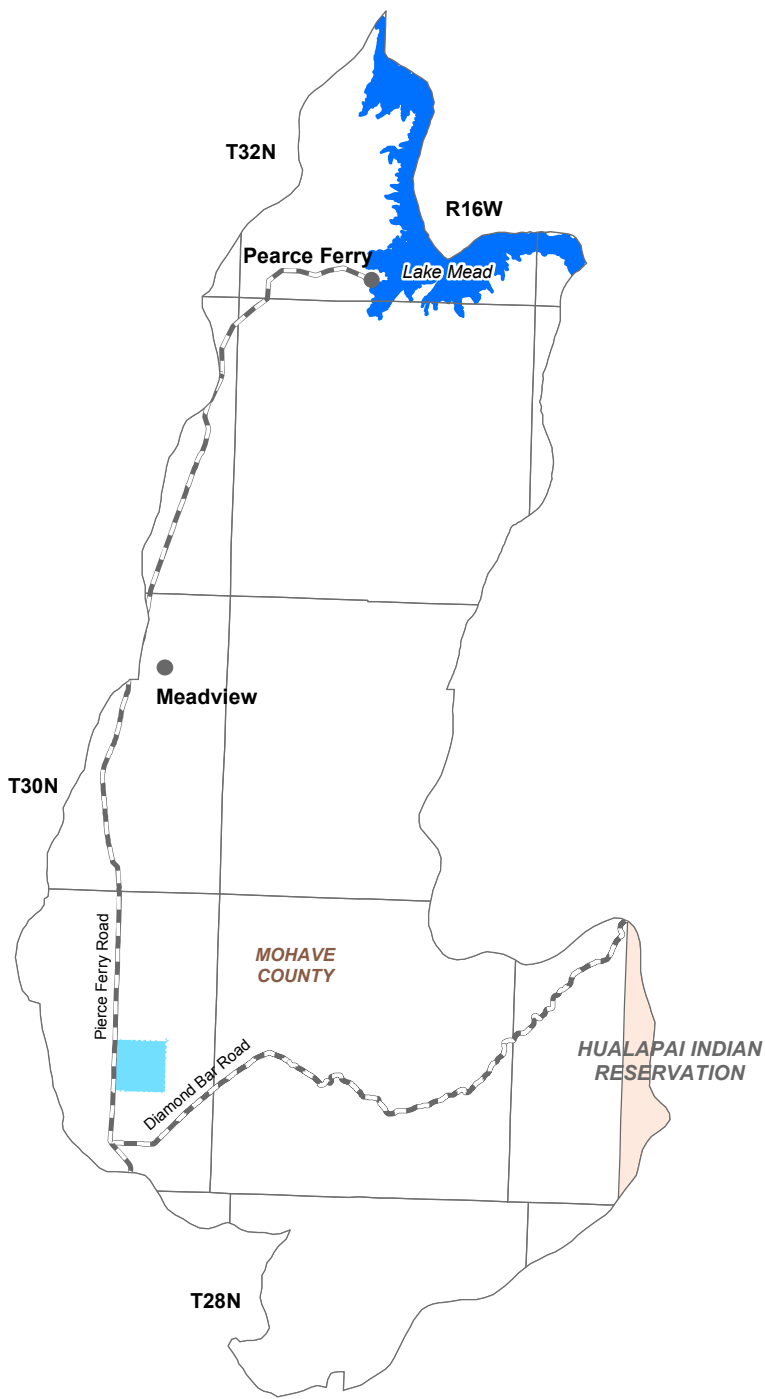 T32N
R16W
Pearce Ferry
Lake Mead
Meadview
T30N
Pierce Ferry Road
MOHAVE
COUNTY
Diamond Bar Road
HUALAPAI INDIAN
RESERVATION
T28N